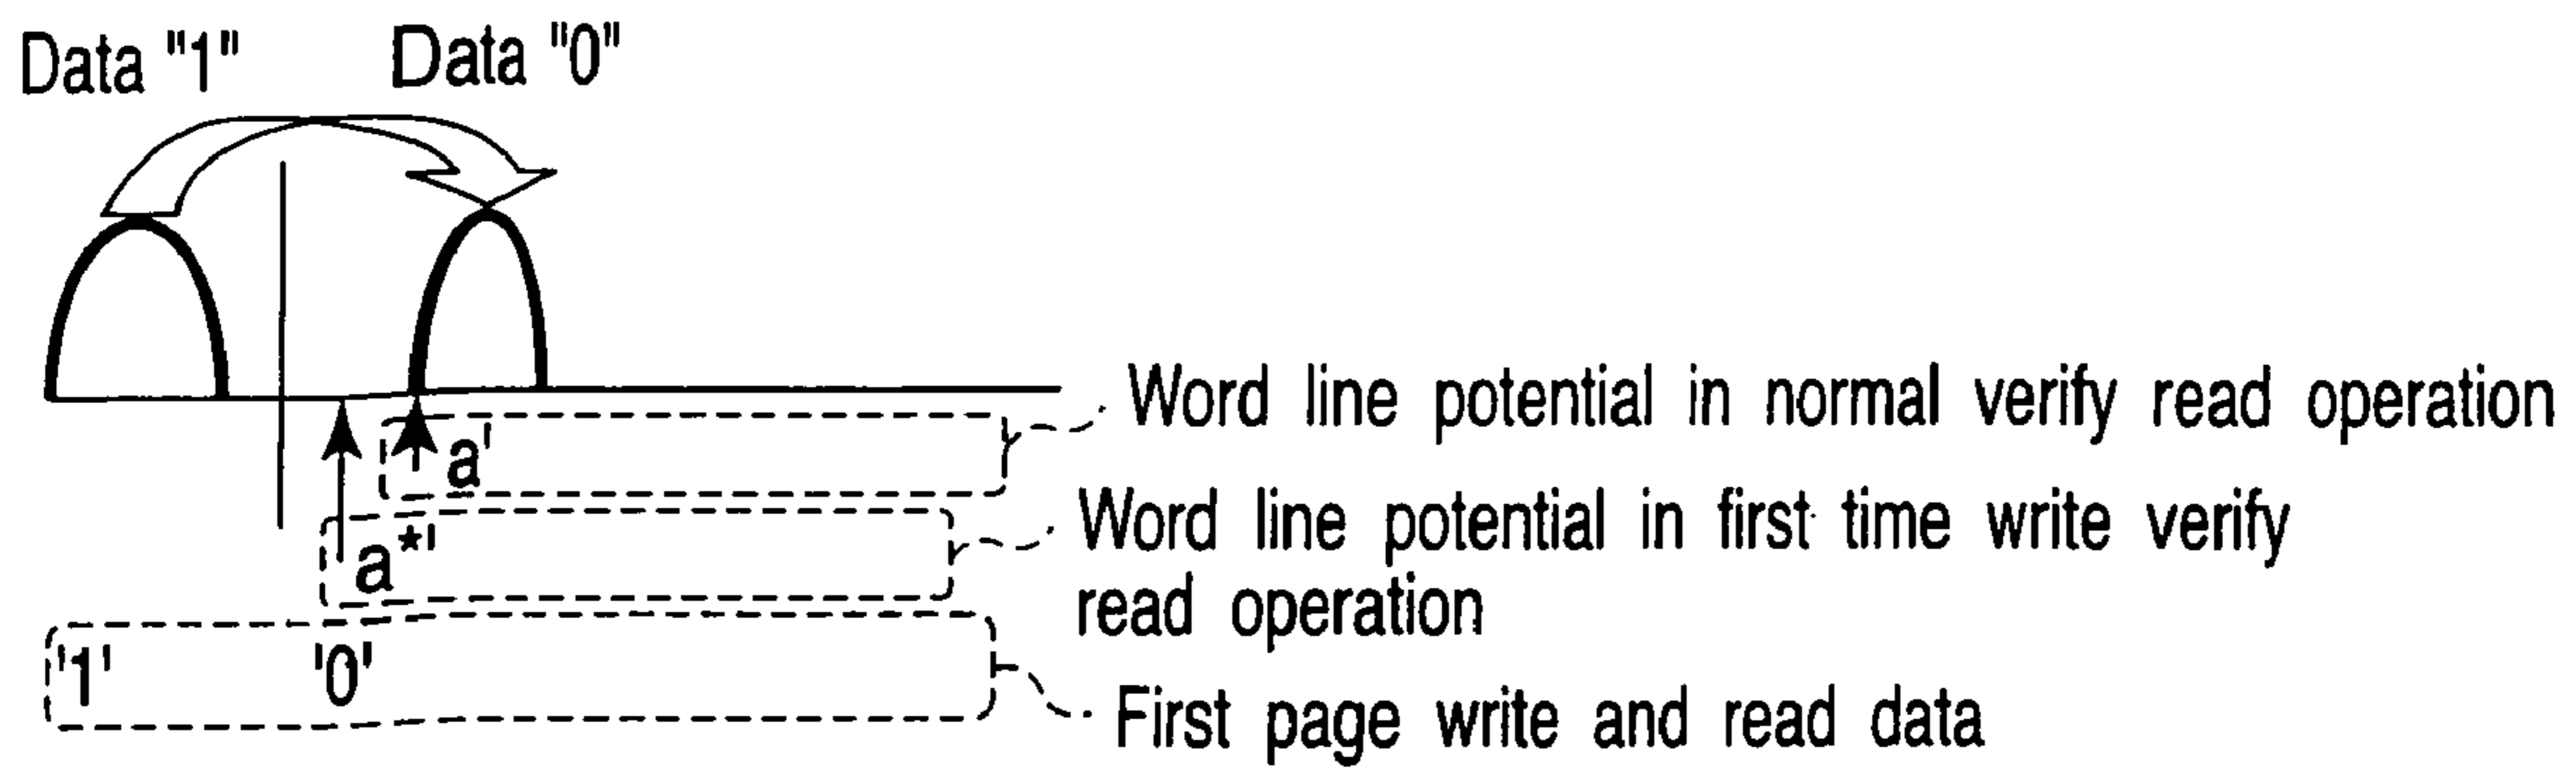 Data "1" Data "0"
a' Word line potential in normal verify read operation
a*' Word line potential in first time write verify
read operation
'1' '0' First page write and read data